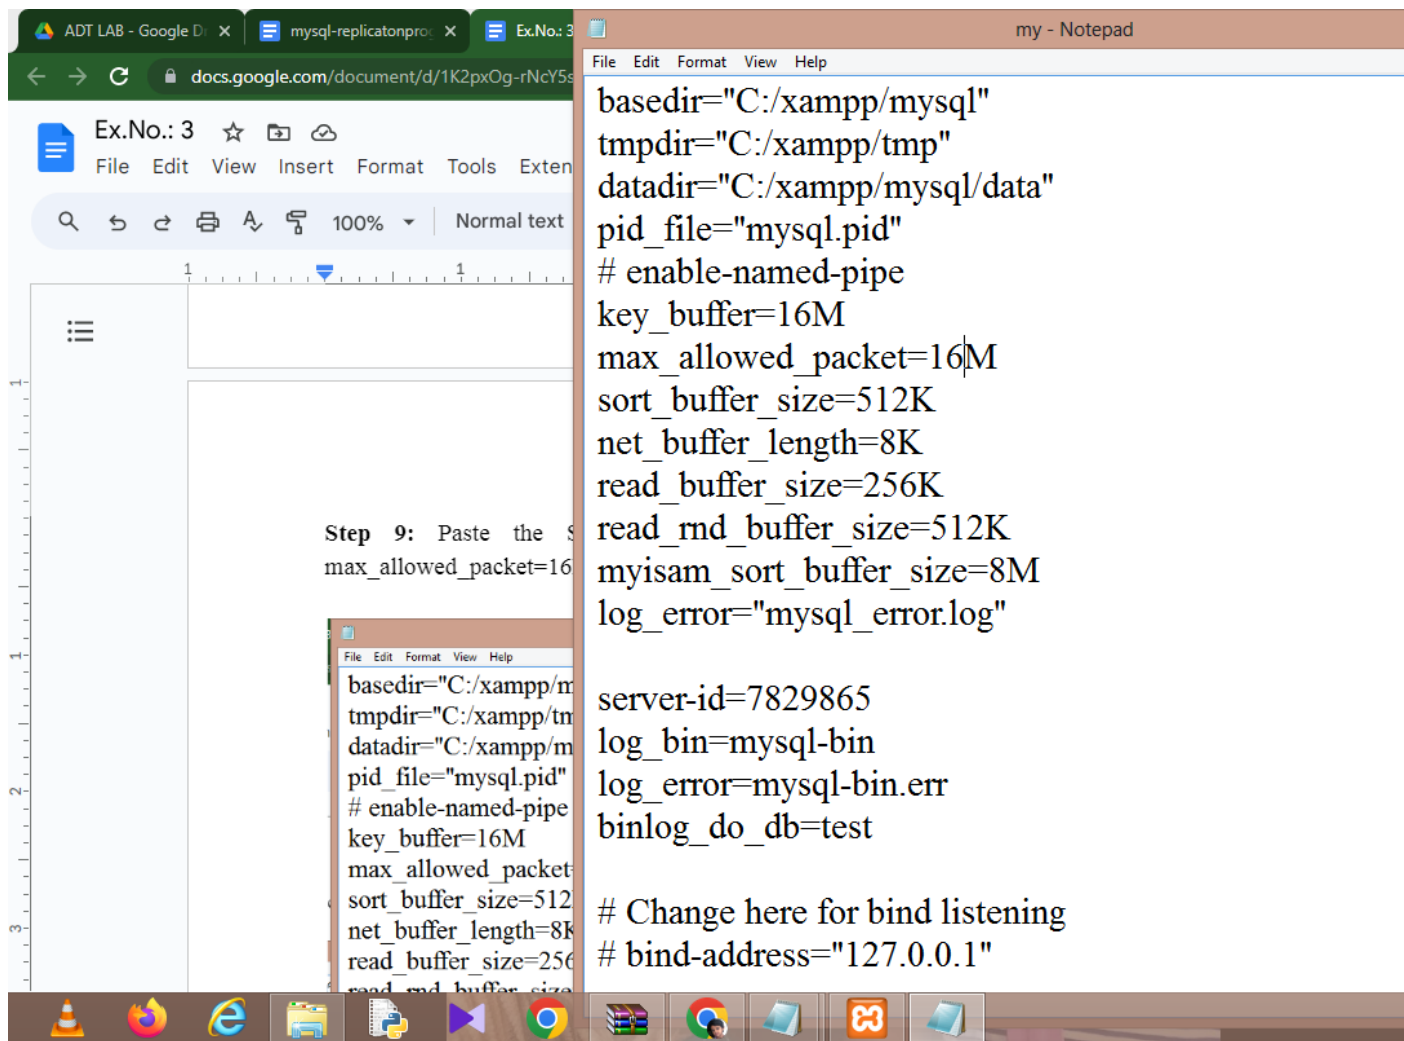 ADT LAB - Google D
mysql-replicatonproc
Ex.No.: 3
docs.google.com/document/d/1K2pxOg-rNcY5s
Ex.No.: 3
File Edit View Insert Format Tools Exten
100% Normal text
1 1
Step 9: Paste the S
max_allowed_packet=16
File Edit Format View Help
basedir="C:/xampp/m
tmpdir="C:/xampp/tm
datadir="C:/xampp/m
pid_file="mysql.pid"
# enable-named-pipe
key_buffer=16M
max_allowed_packet=
sort_buffer_size=512
net_buffer_length=8K
read_buffer_size=256
read_rnd_buffer_size
my - Notepad
File Edit Format View Help
basedir="C:/xampp/mysql"
tmpdir="C:/xampp/tmp"
datadir="C:/xampp/mysql/data"
pid_file="mysql.pid"
# enable-named-pipe
key_buffer=16M
max_allowed_packet=16M
sort_buffer_size=512K
net_buffer_length=8K
read_buffer_size=256K
read_rnd_buffer_size=512K
myisam_sort_buffer_size=8M
log_error="mysql_error.log"
server-id=7829865
log_bin=mysql-bin
log_error=mysql-bin.err
binlog_do_db=test
# Change here for bind listening
# bind-address="127.0.0.1"